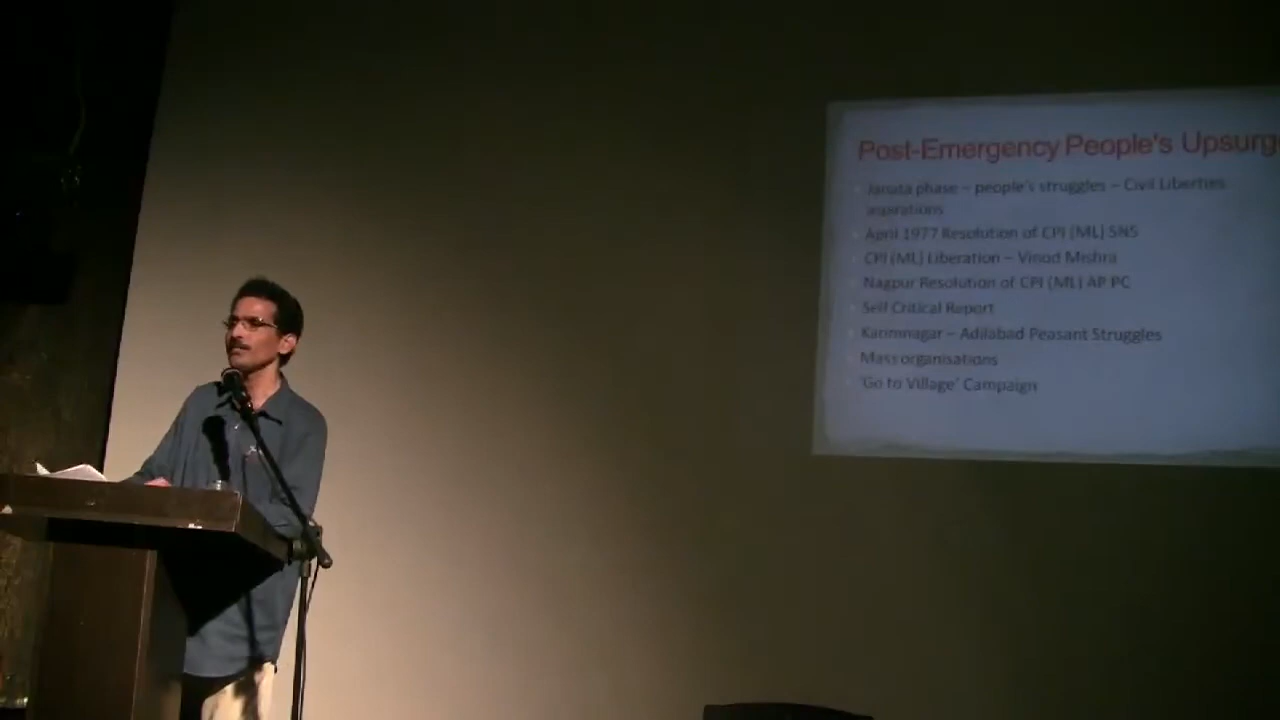 Post-Emergency People's Upsurg
Janata phase – people's struggles – Civil Liberties
aspirations
April 1977 Resolution of CPI (ML) SNS
CPI (ML) Liberation – Vinod Mishra
Nagpur Resolution of CPI (ML) AP PC
Self Critical Report
Karimnagar – Adilabad Peasant Struggles
Mass organisations
'Go to Village' Campaign